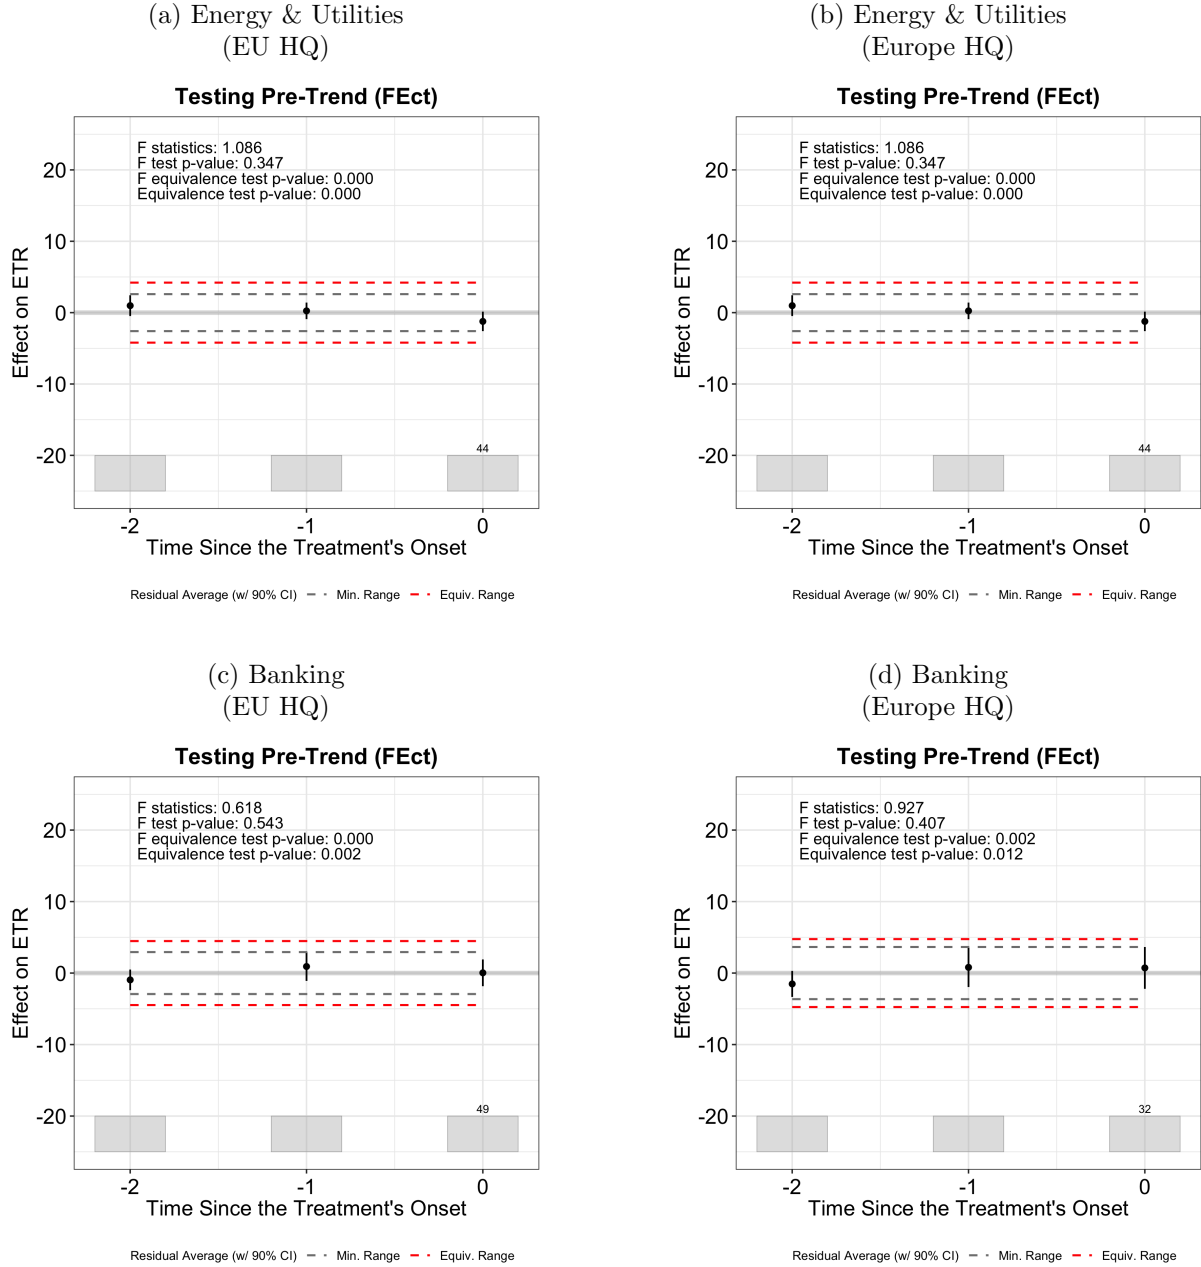 (a) Energy & Utilities
(EU HQ)
Testing Pre-Trend (FEct)
F statistics: 1.086
F test p-value: 0.347
F equivalence test p-value: 0.000
Equivalence test p-value: 0.000
Effect on ETR
20
10
0
-10
-20
44
-2
-1
0
Time Since the Treatment's Onset
Residual Average (w/ 90% CI)
Min. Range
Equiv. Range
(b) Energy & Utilities
(Europe HQ)
Testing Pre-Trend (FEct)
F statistics: 1.086
F test p-value: 0.347
F equivalence test p-value: 0.000
Equivalence test p-value: 0.000
Effect on ETR
20
10
0
-10
-20
44
-2
-1
0
Time Since the Treatment's Onset
Residual Average (w/ 90% CI)
Min. Range
Equiv. Range
(c) Banking
(EU HQ)
Testing Pre-Trend (FEct)
F statistics: 0.618
F test p-value: 0.543
F equivalence test p-value: 0.000
Equivalence test p-value: 0.002
Effect on ETR
20
10
0
-10
-20
49
-2
-1
0
Time Since the Treatment's Onset
Residual Average (w/ 90% CI)
Min. Range
Equiv. Range
(d) Banking
(Europe HQ)
Testing Pre-Trend (FEct)
F statistics: 0.927
F test p-value: 0.407
F equivalence test p-value: 0.002
Equivalence test p-value: 0.012
Effect on ETR
20
10
0
-10
-20
32
-2
-1
0
Time Since the Treatment's Onset
Residual Average (w/ 90% CI)
Min. Range
Equiv. Range